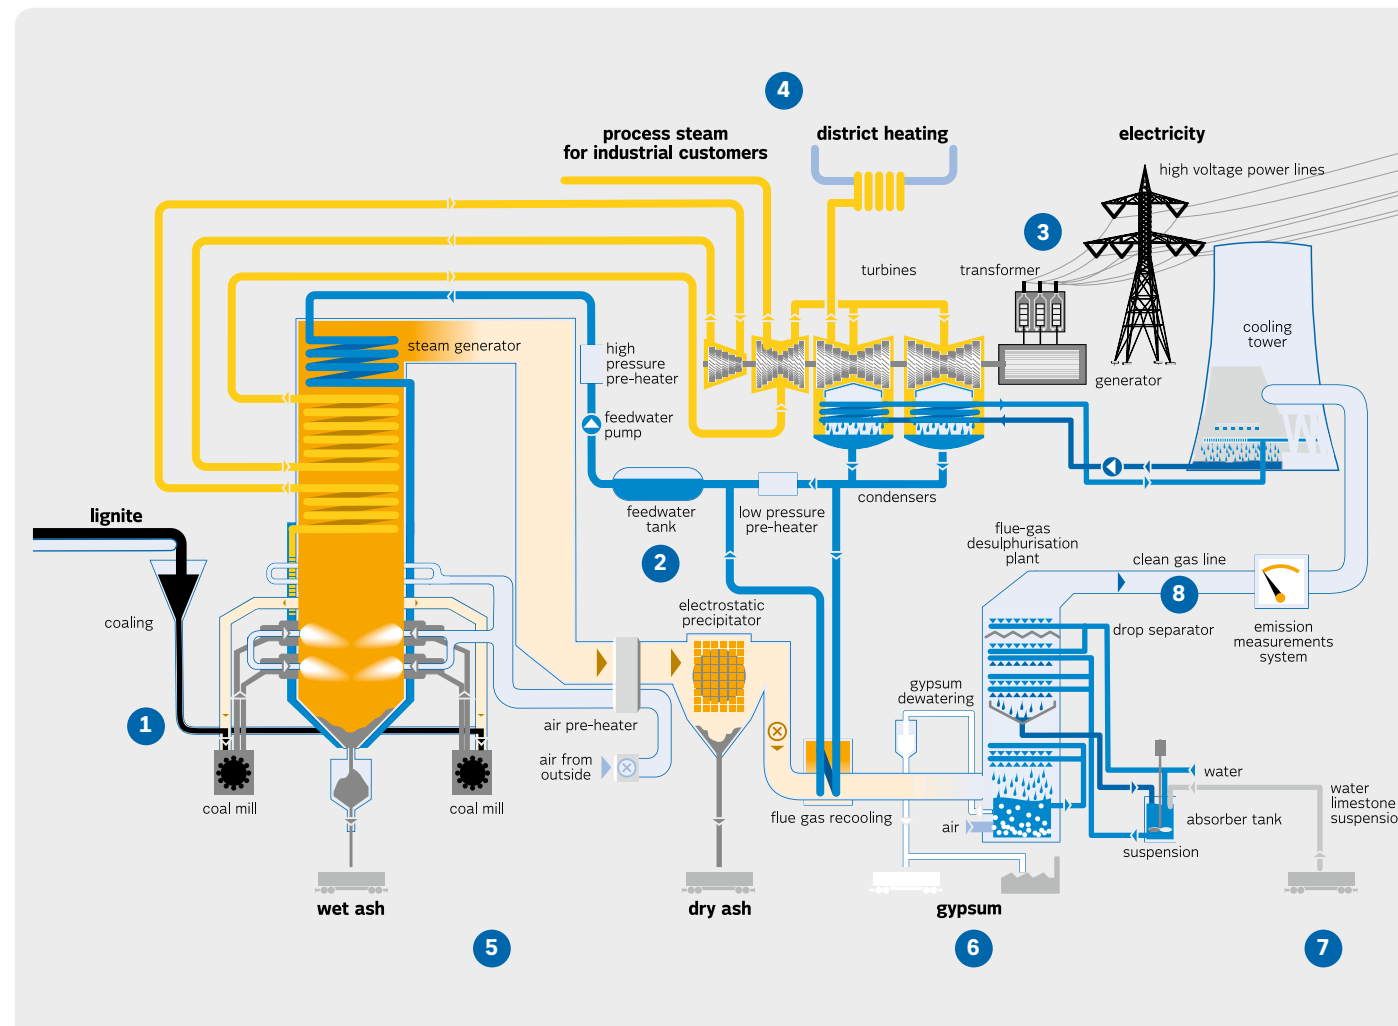 4
process steam
for industrial customers
district heating
electricity
high voltage power lines
3
turbines
transformer
cooling
tower
steam generator
high
pressure
pre-heater
generator
feedwater
pump
condensers
lignite
feedwater
tank
low pressure
pre-heater
flue-gas
desulphurisation
plant
2
clean gas line
8
electrostatic
precipitator
coaling
drop separator
emission
measurements
system
gypsum
dewatering
1
air pre-heater
air from
outside
water
coal mill
coal mill
flue gas recooling
air
absorber tank
water
limestone
suspensio
suspension
wet ash
dry ash
gypsum
5
6
7